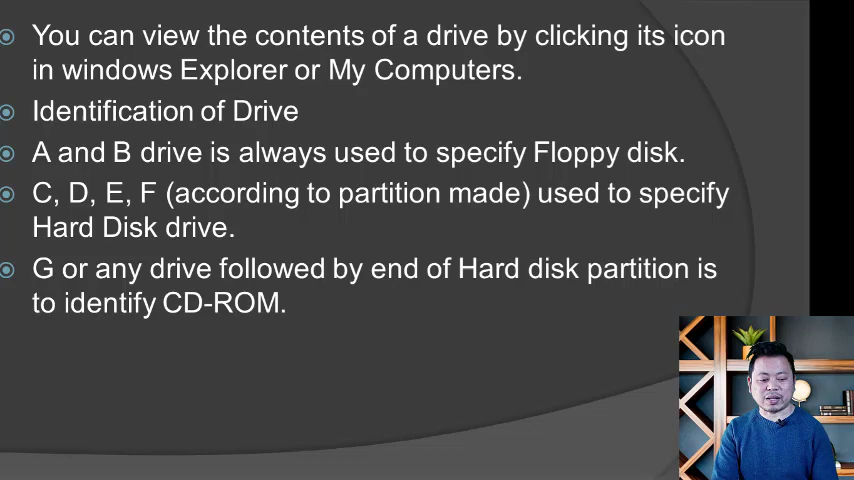 You can view the contents of a drive by clicking its icon
in windows Explorer or My Computers.
Identification of Drive
A and B drive is always used to specify Floppy disk.
C, D, E, F (according to partition made) used to specify
Hard Disk drive.
G or any drive followed by end of Hard disk partition is
to identify CD-ROM.